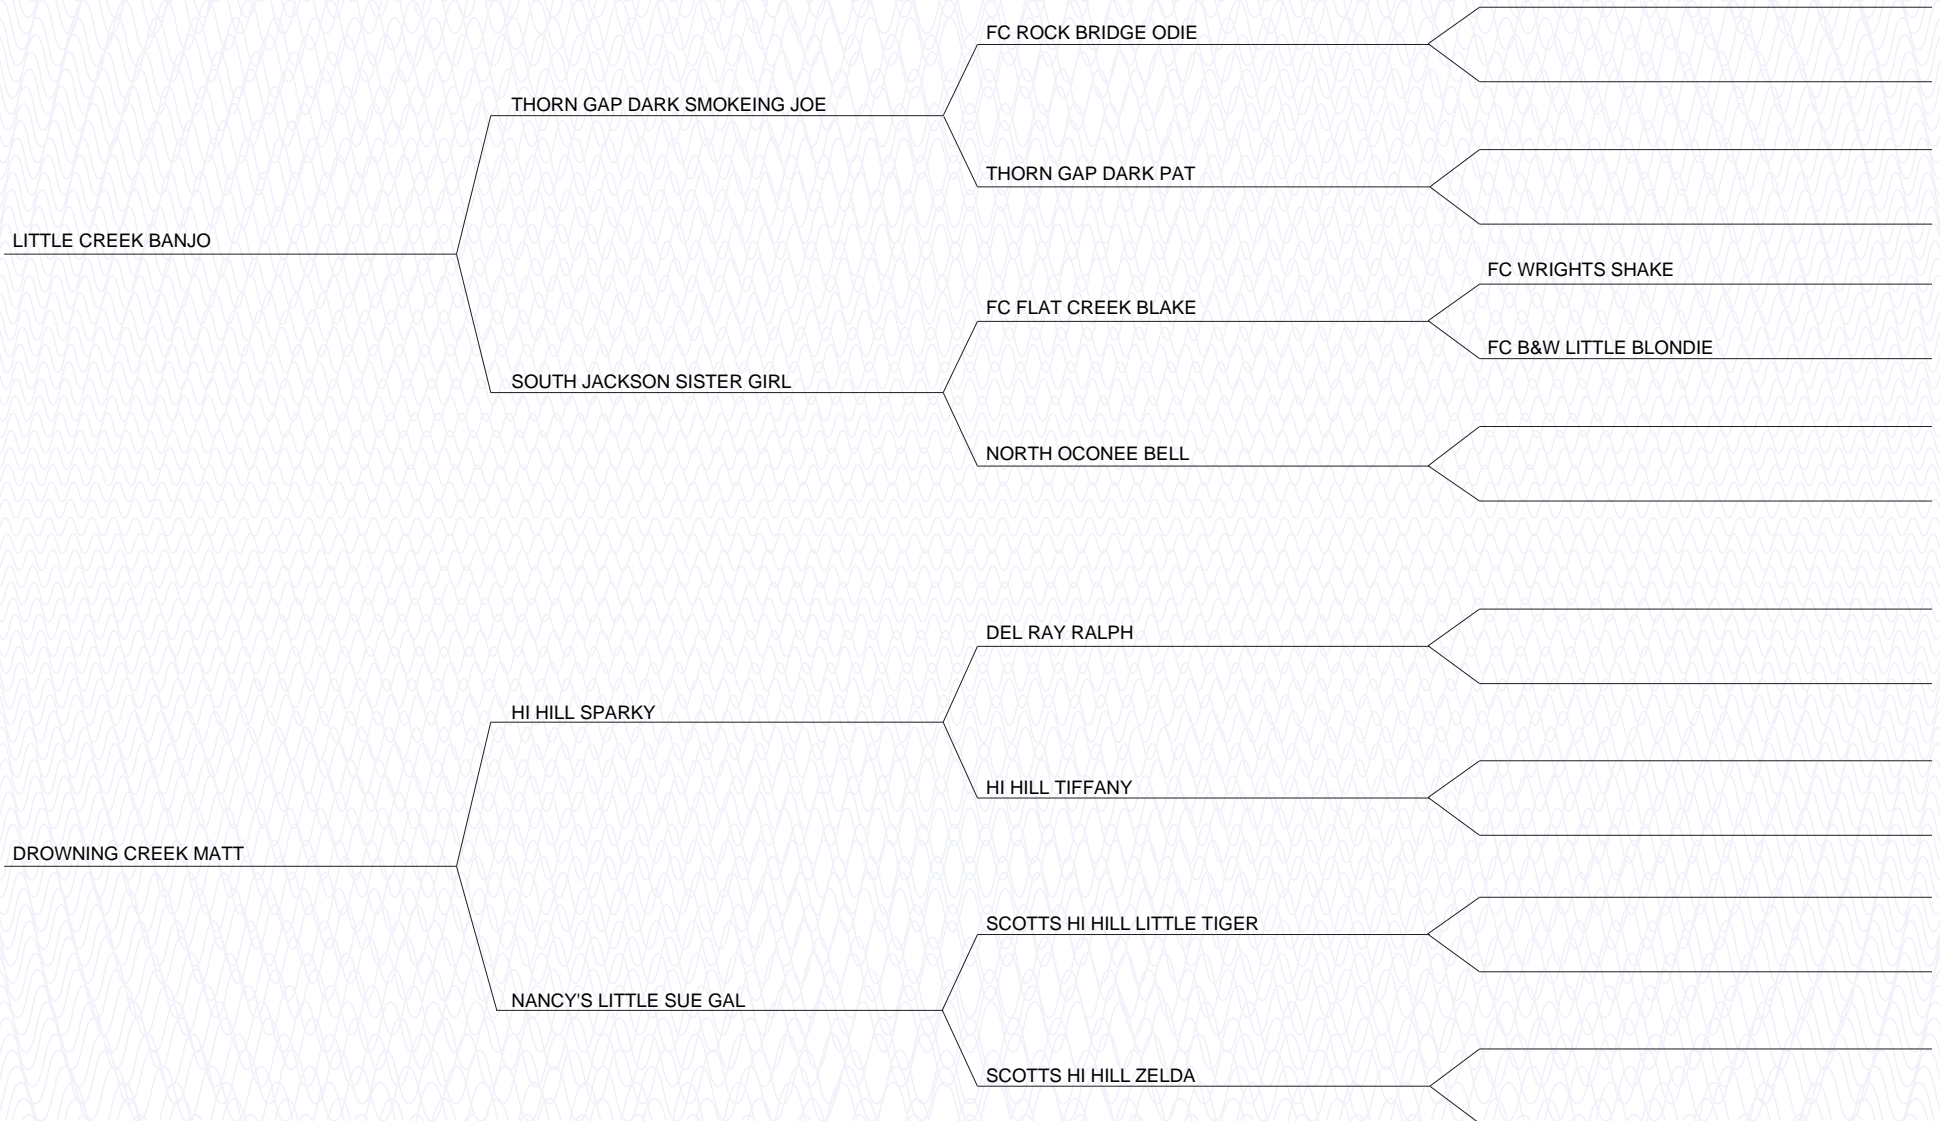 FC ROCK BRIDGE ODIE
THORN GAP DARK SMOKEING JOE
THORN GAP DARK PAT
LITTLE CREEK BANJO
FC WRIGHTS SHAKE
FC FLAT CREEK BLAKE
FC B&W LITTLE BLONDIE
SOUTH JACKSON SISTER GIRL
NORTH OCONEE BELL
DEL RAY RALPH
HI HILL SPARKY
HI HILL TIFFANY
DROWNING CREEK MATT
SCOTTS HI HILL LITTLE TIGER
NANCY'S LITTLE SUE GAL
SCOTTS HI HILL ZELDA